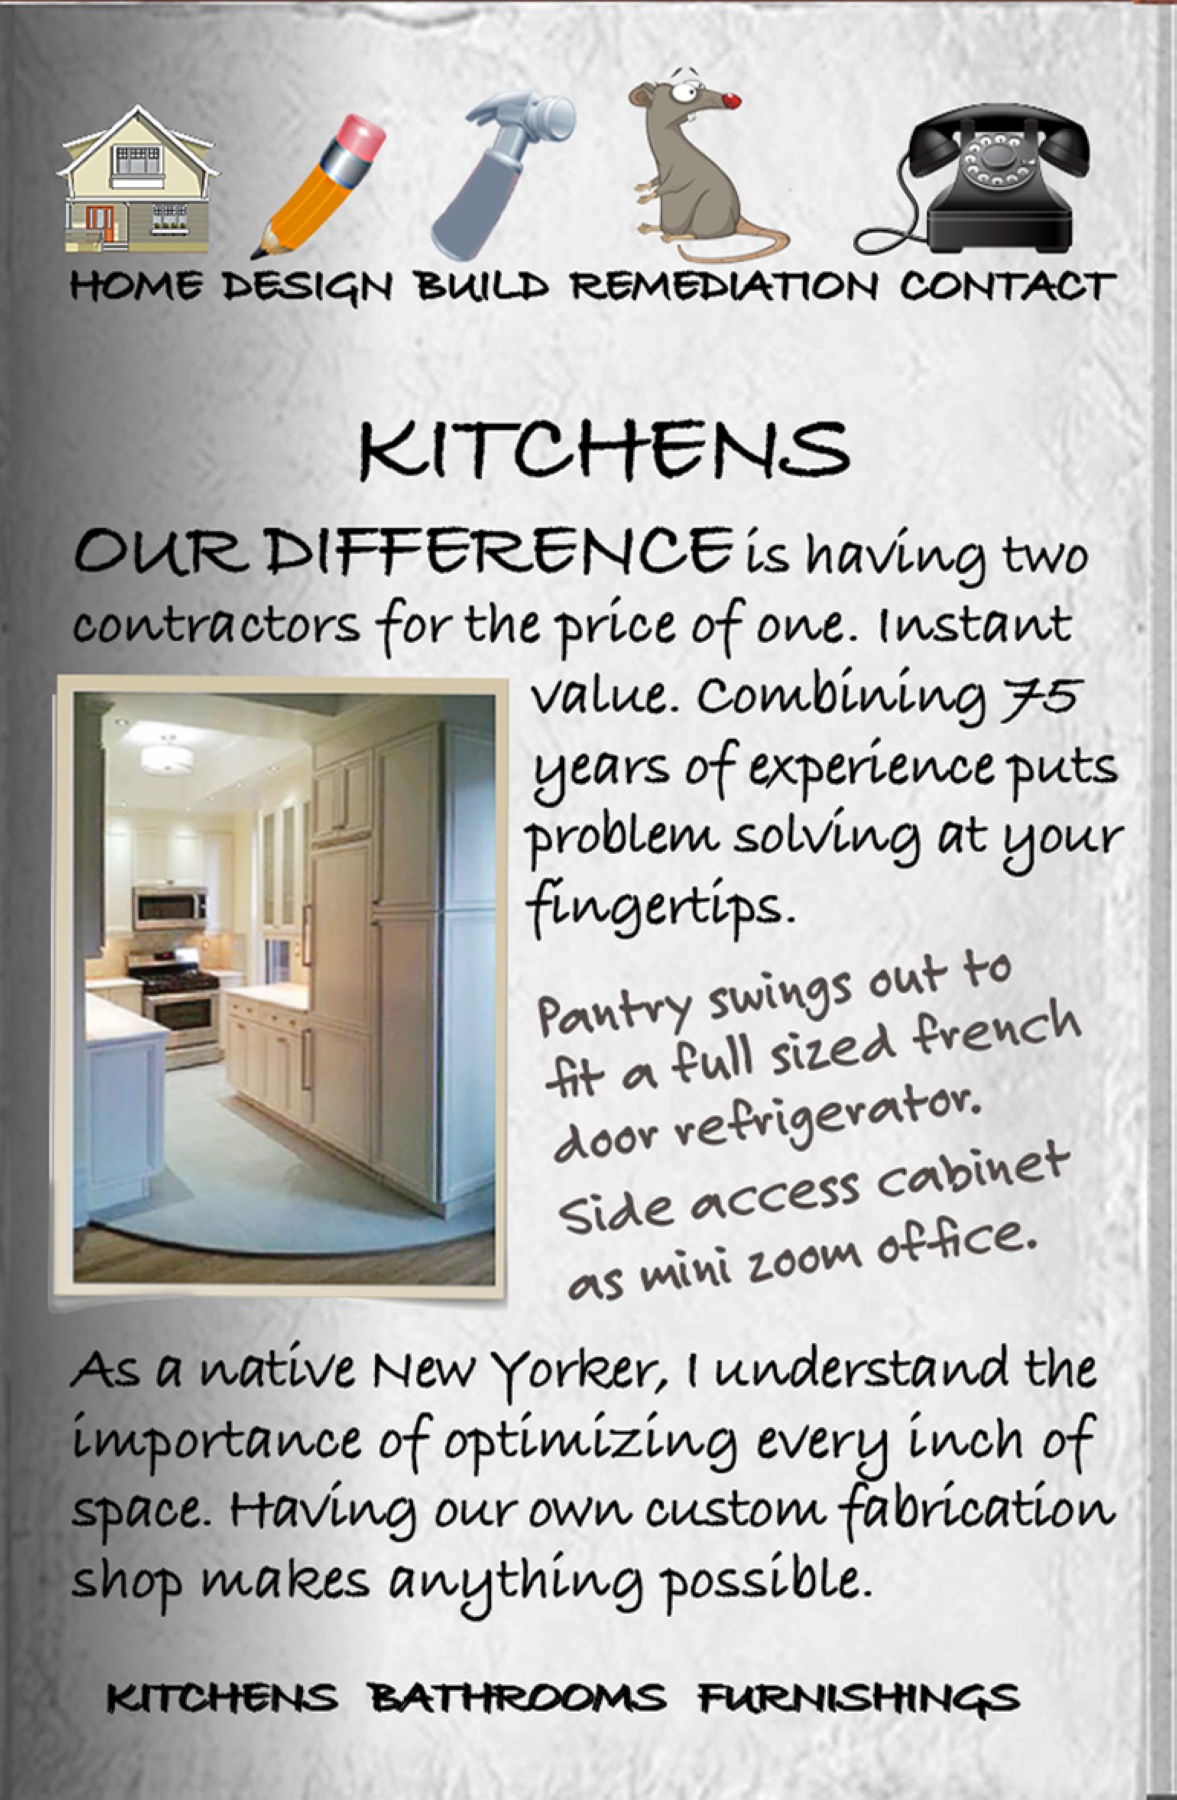 HOME DESIGN BUILD REMEDIATION CONTACT
KITCHENS
OUR DIFFERENCE is having two
contractors for the price of one. Instant
value. Combining 75
years of experience puts
problem solving at your
fingertips.
Pantry swings out to
fit a full sized french
door refrigerator.
Side access cabinet
as mini zoom office.
As a native New Yorker, I understand the
importance of optimizing every inch of
space. Having our own custom fabrication
shop makes anything possible.
KITCHENS BATHROOMS FURNISHINGS